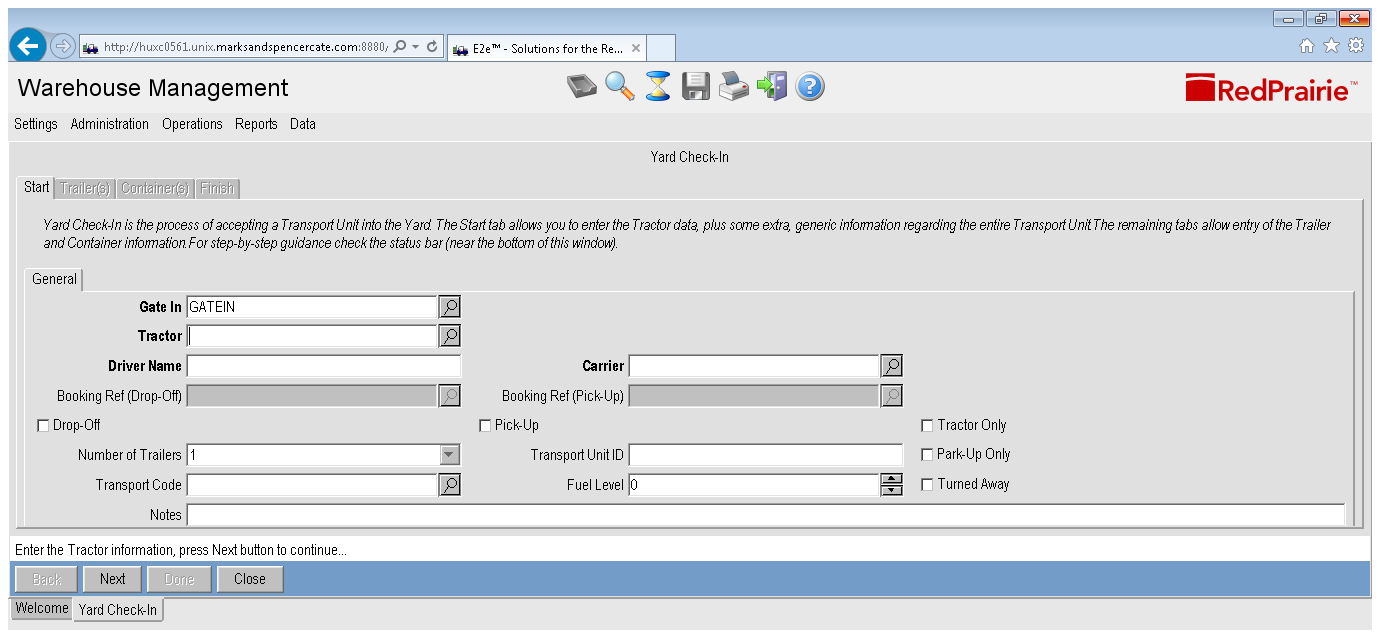 http://huxc0561.unix.marksandspencercate.com:8880/
E2e™ - Solutions for the Re...
Warehouse Management
RedPrairie™
Settings Administration Operations Reports Data
Yard Check-In
Start Trailer(s) Container(s) Finish
Yard Check-In is the process of accepting a Transport Unit into the Yard. The Start tab allows you to enter the Tractor data, plus some extra, generic information regarding the entire Transport Unit.The remaining tabs allow entry of the Trailer
and Container information.For step-by-step guidance check the status bar (near the bottom of this window).
General
Gate In GATEIN
Tractor
Driver Name Carrier
Booking Ref (Drop-Off) Booking Ref (Pick-Up)
Drop-Off Pick-Up Tractor Only
Number of Trailers 1 Transport Unit ID Park-Up Only
Transport Code Fuel Level 0 Turned Away
Notes
Enter the Tractor information, press Next button to continue...
Back Next Done Close
Welcome Yard Check-In